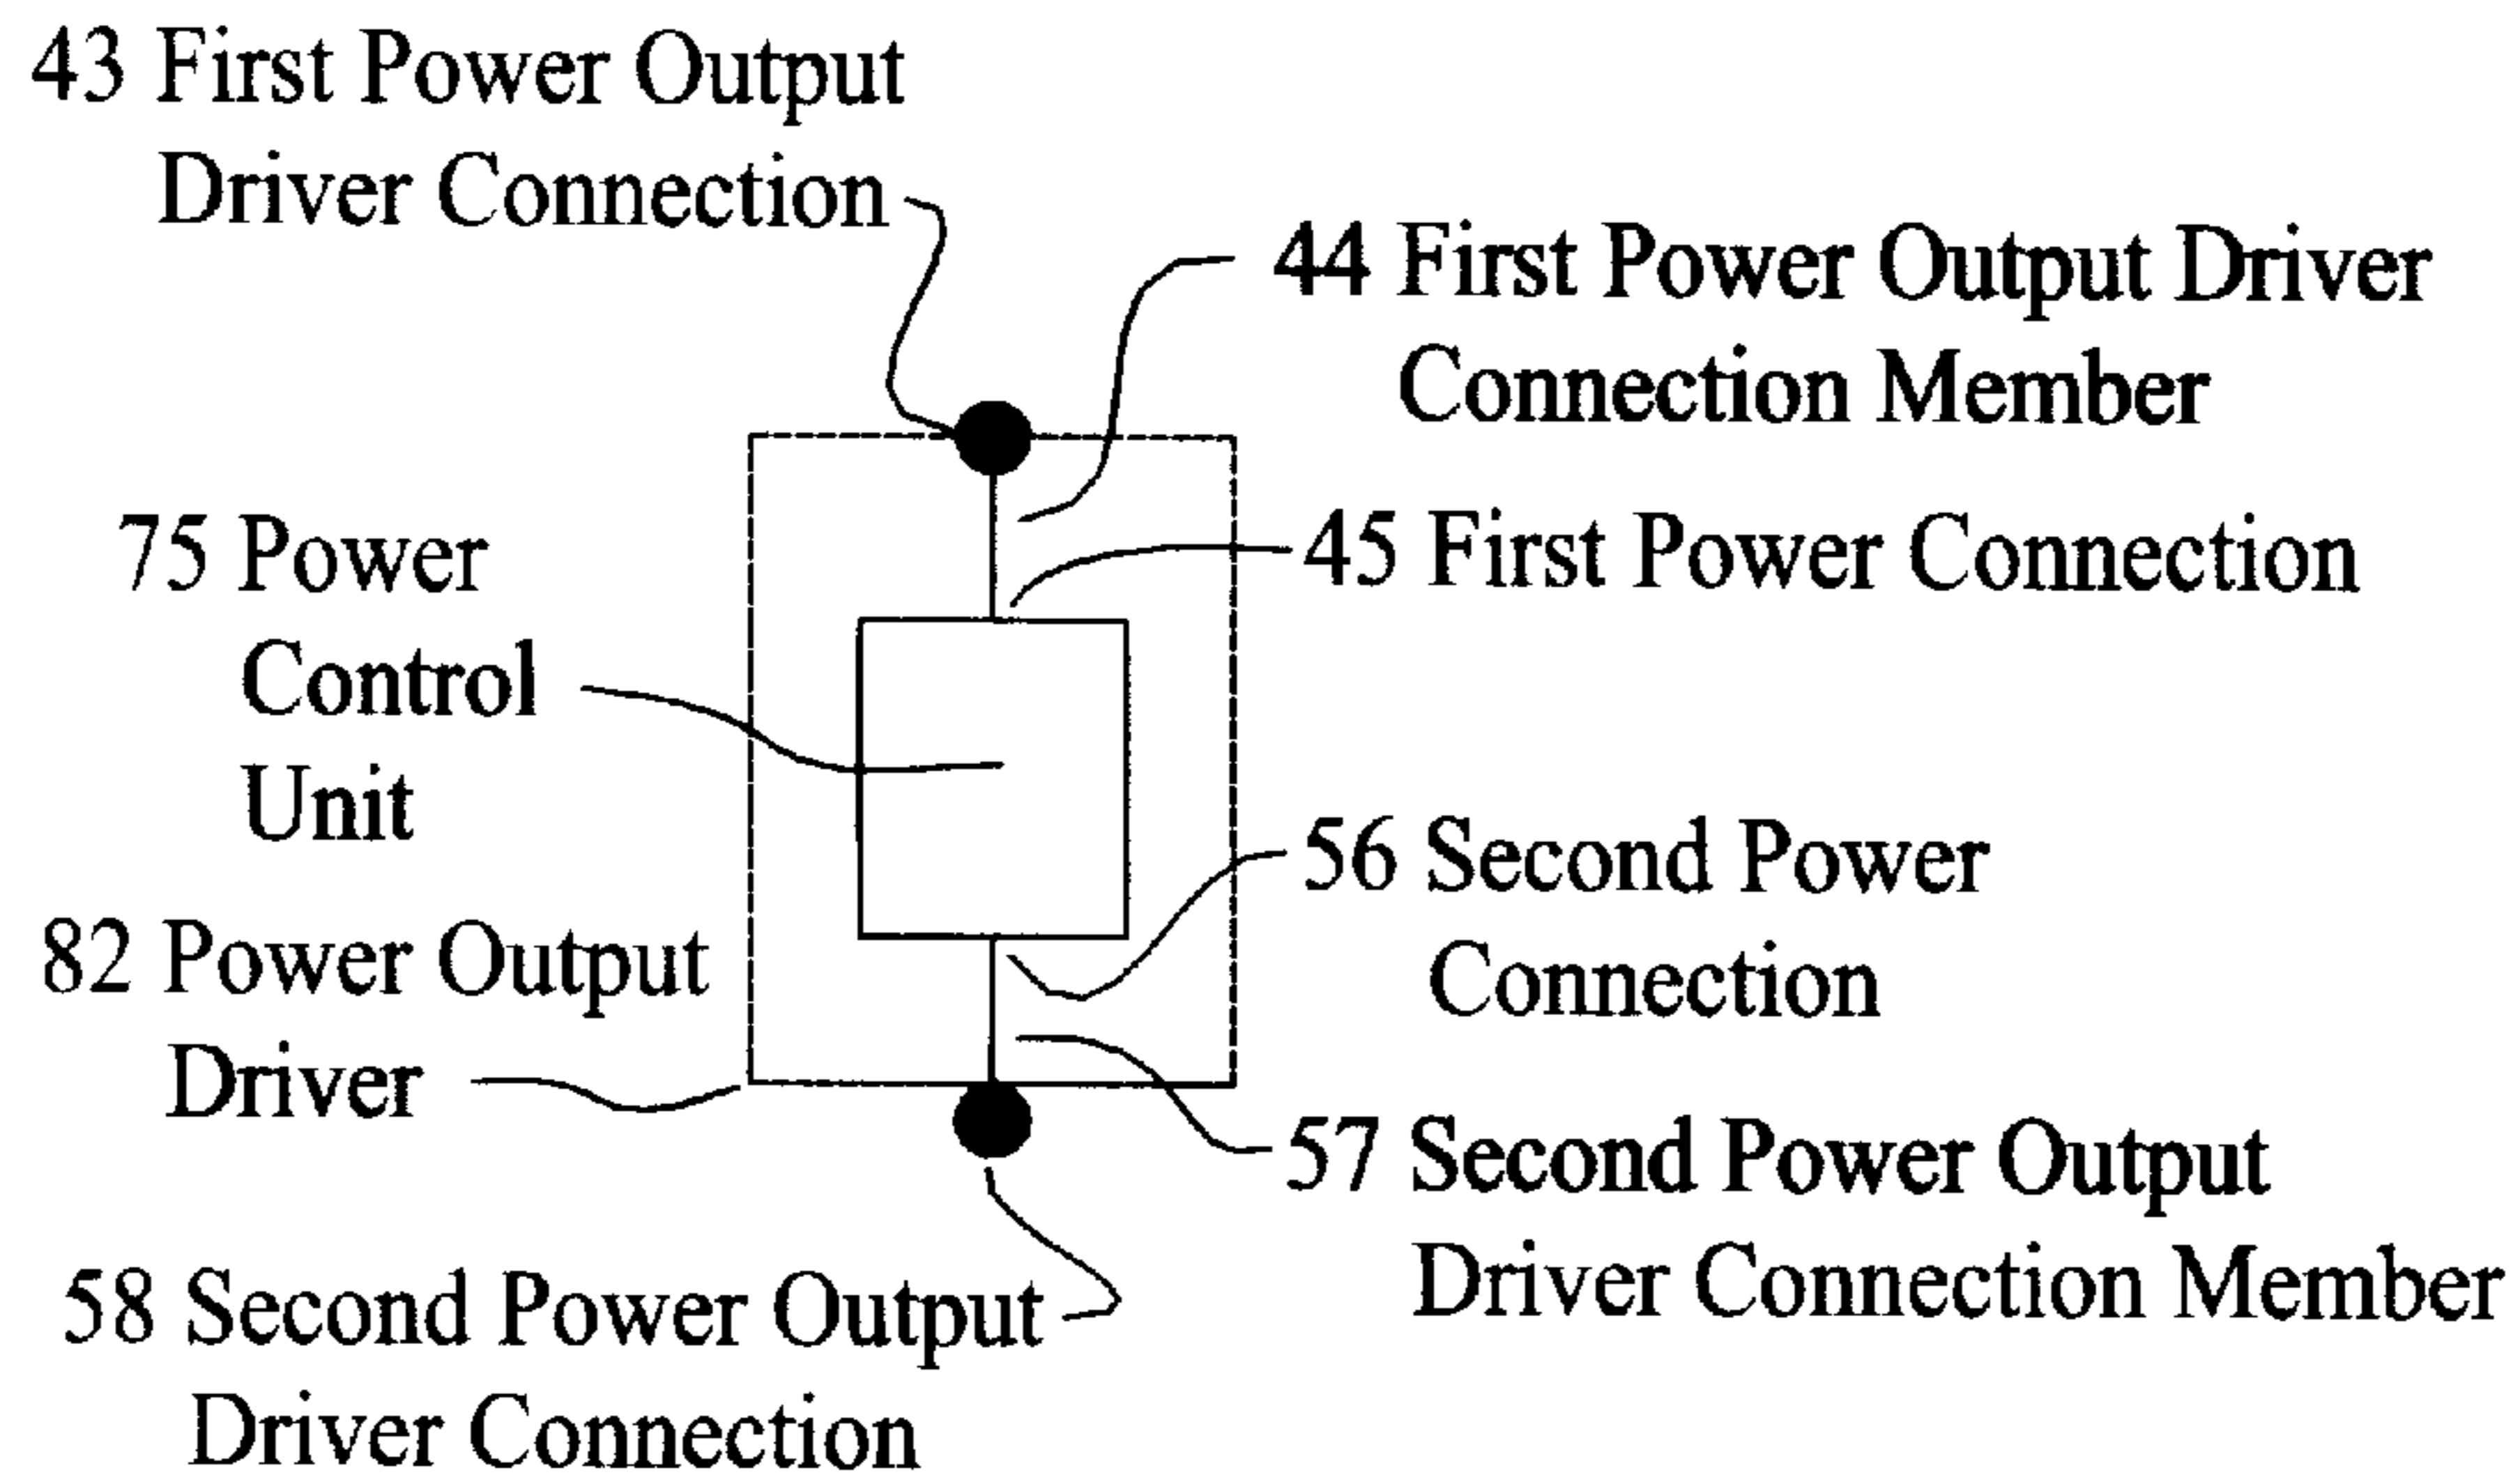 43 First Power Output
Driver Connection
44 First Power Output Driver
Connection Member
45 First Power Connection
75 Power
Control
Unit
56 Second Power
Connection
82 Power Output
Driver
57 Second Power Output
Driver Connection Member
58 Second Power Output
Driver Connection